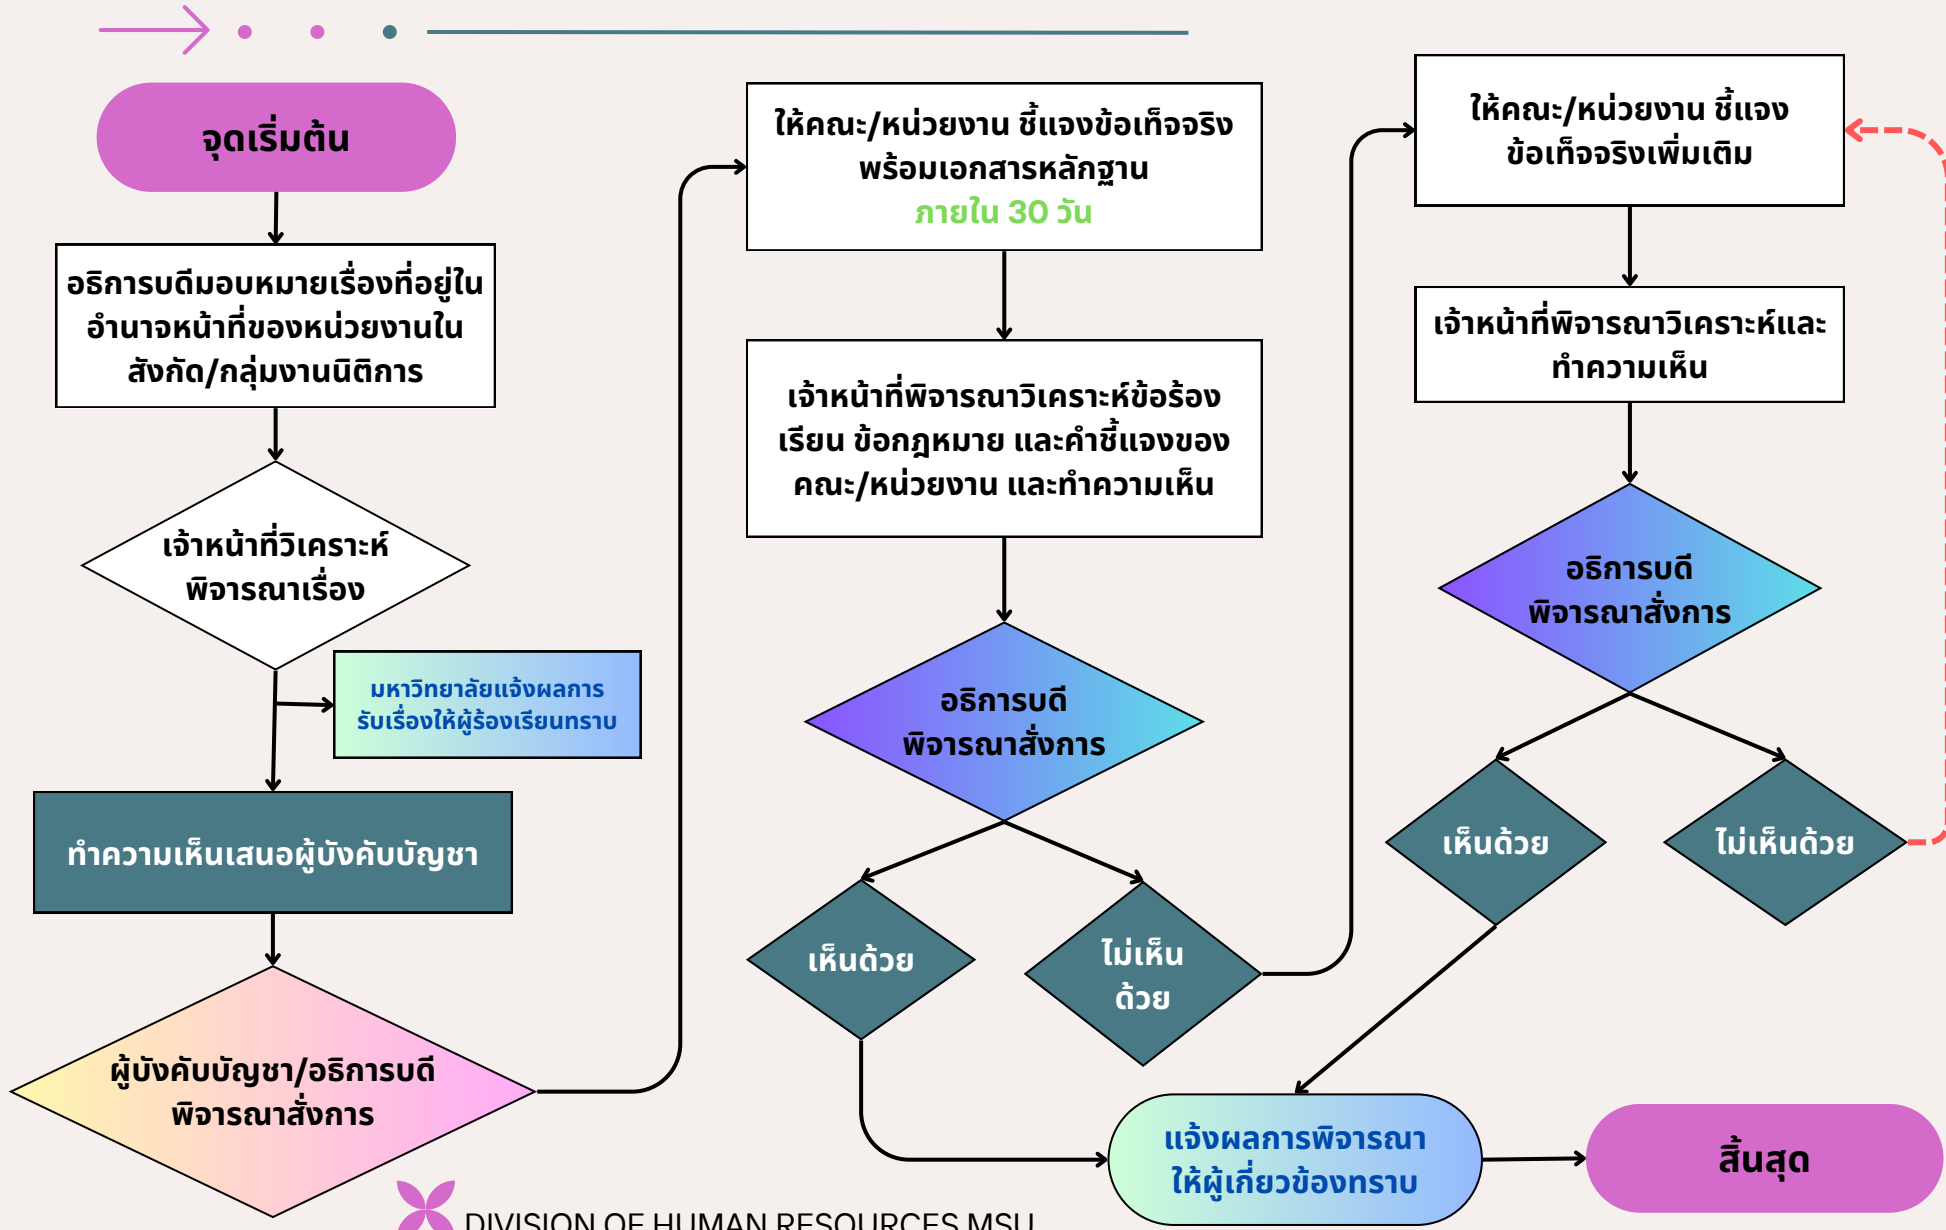 จุดเริ่มต้น
อธิการบดีมอบหมายเรื่องที่อยู่ใน
อำนาจหน้าที่ของหน่วยงานใน
สังกัด/กลุ่มงานนิติการ
เจ้าหน้าที่วิเคราะห์
พิจารณาเรื่อง
มหาวิทยาลัยแจ้งผลการ
รับเรื่องให้ผู้ร้องเรียนทราบ
ทำความเห็นเสนอผู้บังคับบัญชา
ผู้บังคับบัญชา/อธิการบดี
พิจารณาสั่งการ
ให้คณะ/หน่วยงาน ชี้แจงข้อเท็จจริง
พร้อมเอกสารหลักฐาน
ภายใน 30 วัน
เจ้าหน้าที่พิจารณาวิเคราะห์ข้อร้อง
เรียน ข้อกฎหมาย และคำชี้แจงของ
คณะ/หน่วยงาน และทำความเห็น
อธิการบดี
พิจารณาสั่งการ
เห็นด้วย
ไม่เห็น
ด้วย
ให้คณะ/หน่วยงาน ชี้แจง
ข้อเท็จจริงเพิ่มเติม
เจ้าหน้าที่พิจารณาวิเคราะห์และ
ทำความเห็น
อธิการบดี
พิจารณาสั่งการ
เห็นด้วย
ไม่เห็นด้วย
แจ้งผลการพิจารณา
ให้ผู้เกี่ยวข้องทราบ
สิ้นสุด
DIVISION OF HUMAN RESOURCES MSU